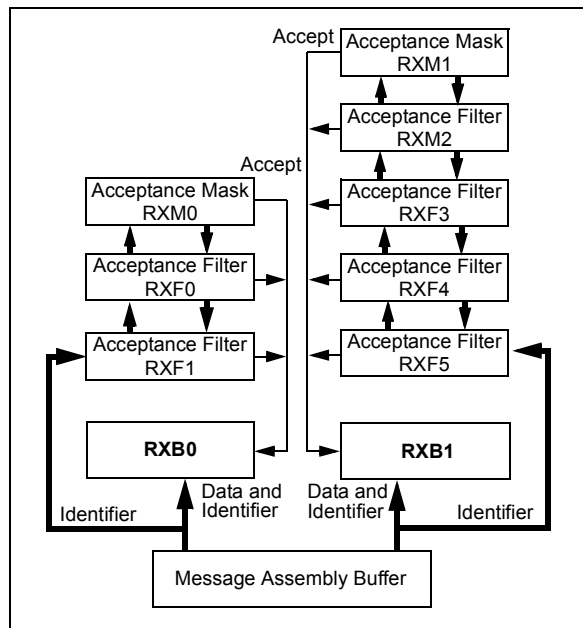 Accept
Acceptance Mask
RXM1
Acceptance Filter
RXM2
Accept
Acceptance Mask
RXM0
Acceptance Filter
RXF3
Acceptance Filter
RXF0
Acceptance Filter
RXF4
Acceptance Filter
RXF1
Acceptance Filter
RXF5
RXB0
RXB1
Identifier
Data and
Identifier
Data and
Identifier
Identifier
Message Assembly Buffer